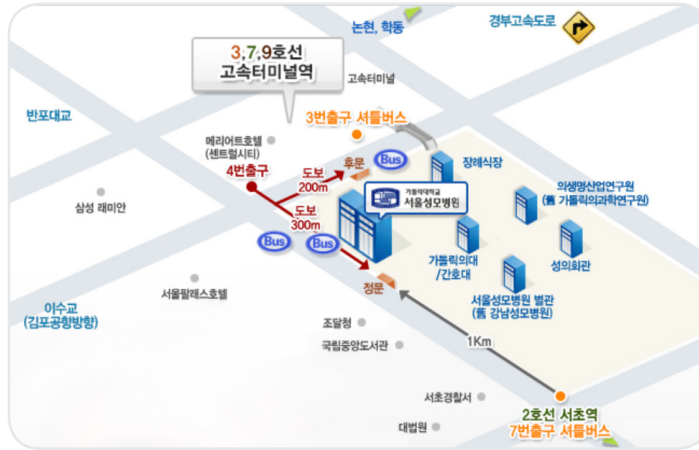 논현, 학동
경부고속도로
3,7,9호선
고속터미널역
고속터미널
반포대교
3번출구 셔틀버스
메리어트호텔
(센트럴시티)
후문
Bus
장례식장
4번출구
도보
200m
가톨릭대학교
서울성모병원
의생명산업연구원
(舊 가톨릭의과학연구원)
삼성 래미안
도보
300m
Bus
Bus
가톨릭의대
/간호대
성의회관
정문
서울팔래스호텔
서울성모병원 별관
(舊 강남성모병원)
이수교
(김포공항방향)
조달청
국립중앙도서관
1Km
서초경찰서
2호선 서초역
7번출구 셔틀버스
대법원